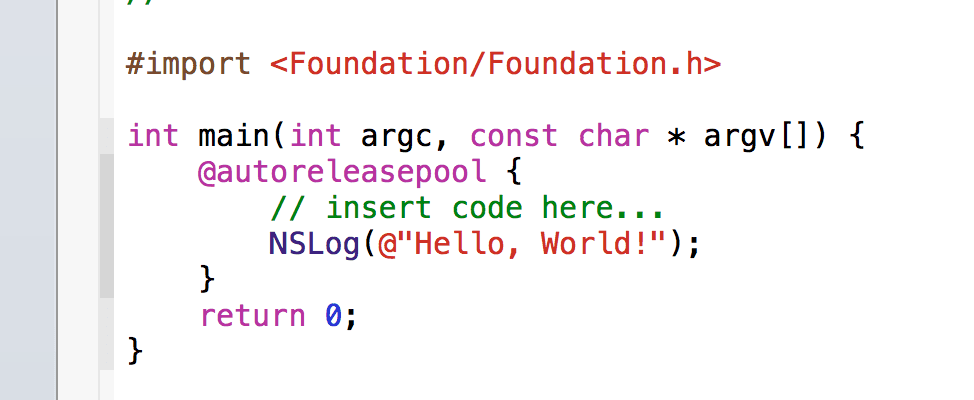 //
#import <Foundation/Foundation.h>
int main(int argc, const char * argv[]) {
    @autoreleasepool {
        // insert code here...
        NSLog(@"Hello, World!");
    }
    return 0;
}